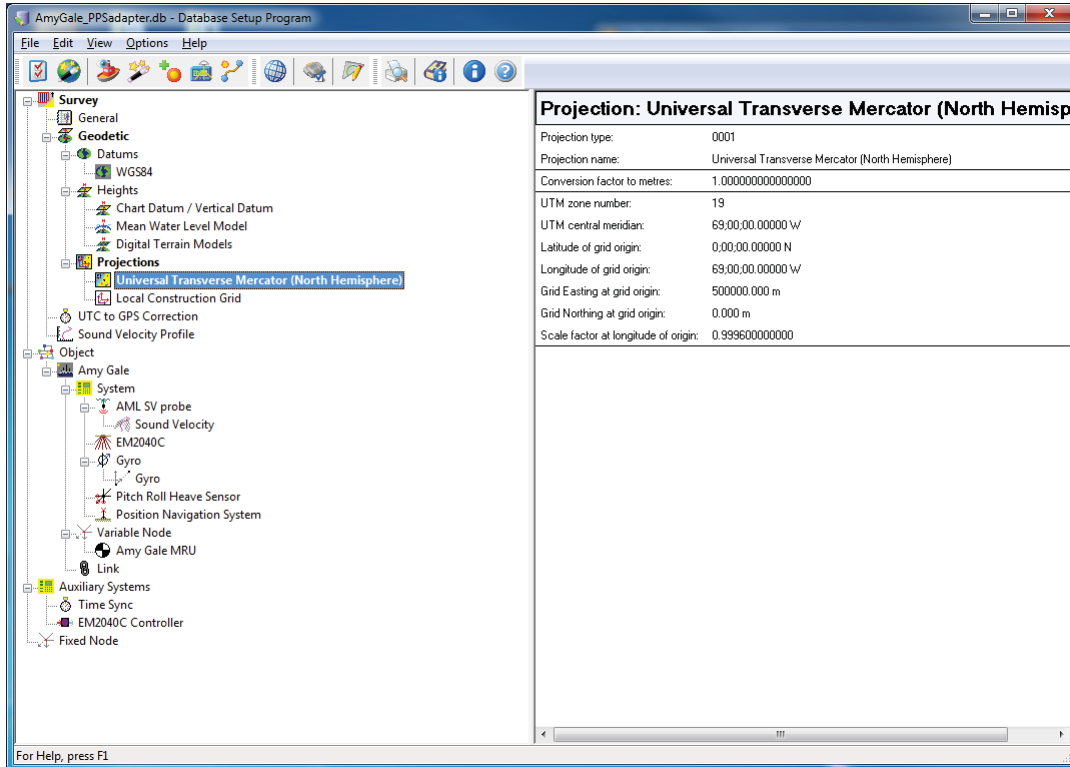 AmyGale_PPSadapter.db - Database Setup Program
File Edit View Options Help
Survey
General
Geodetic
Datums
WGS84
Heights
Chart Datum / Vertical Datum
Mean Water Level Model
Digital Terrain Models
Projections
Universal Transverse Mercator (North Hemisphere)
Local Construction Grid
UTC to GPS Correction
Sound Velocity Profile
Object
Amy Gale
System
AML SV probe
Sound Velocity
EM2040C
Gyro
Gyro
Pitch Roll Heave Sensor
Position Navigation System
Variable Node
Amy Gale MRU
Link
Auxiliary Systems
Time Sync
EM2040C Controller
Fixed Node
Projection: Universal Transverse Mercator (North Hemisp
Projection type: 0001
Projection name: Universal Transverse Mercator (North Hemisphere)
Conversion factor to metres: 1.000000000000000
UTM zone number: 19
UTM central meridian: 69;00;00.00000 W
Latitude of grid origin: 0;00;00.00000 N
Longitude of grid origin: 69;00;00.00000 W
Grid Easting at grid origin: 500000.000 m
Grid Northing at grid origin: 0.000 m
Scale factor at longitude of origin: 0.999600000000
For Help, press F1